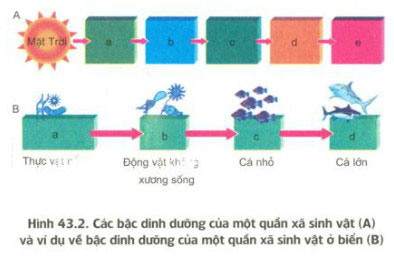 A
Mặt Trời
a
b
c
d
e
B
a
b
c
d
Thực vật
Động vật không
xương sống
Cá nhỏ
Cá lớn
Hình 43.2. Các bậc dinh dưỡng của một quần xã sinh vật (A)
và ví dụ về bậc dinh dưỡng của một quần xã sinh vật ở biển (B)